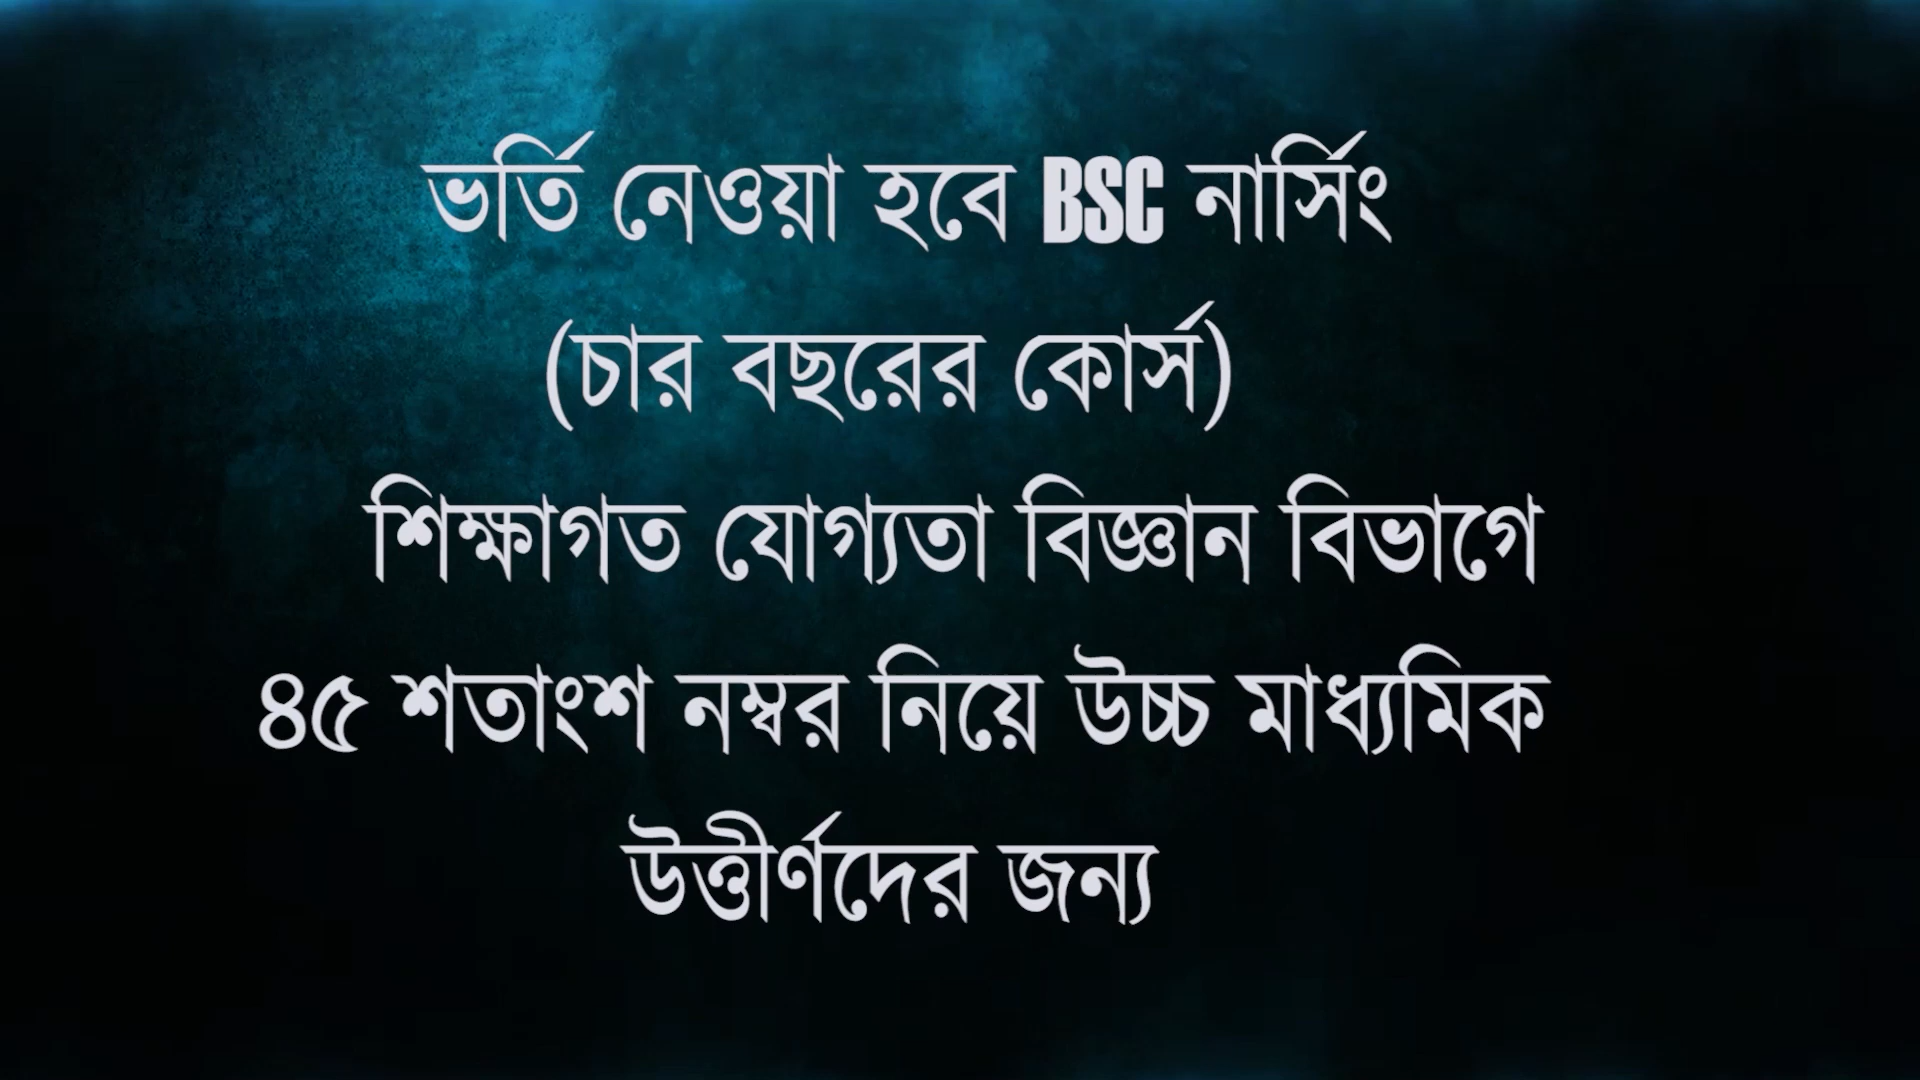 ভর্তি নেওয়া হবে BSC নার্সিং
(চার বছরের কোর্স)
শিক্ষাগত যোগ্যতা বিজ্ঞান বিভাগে
৪৫ শতাংশ নম্বর নিয়ে উচ্চ মাধ্যমিক
উত্তীর্ণদের জন্য